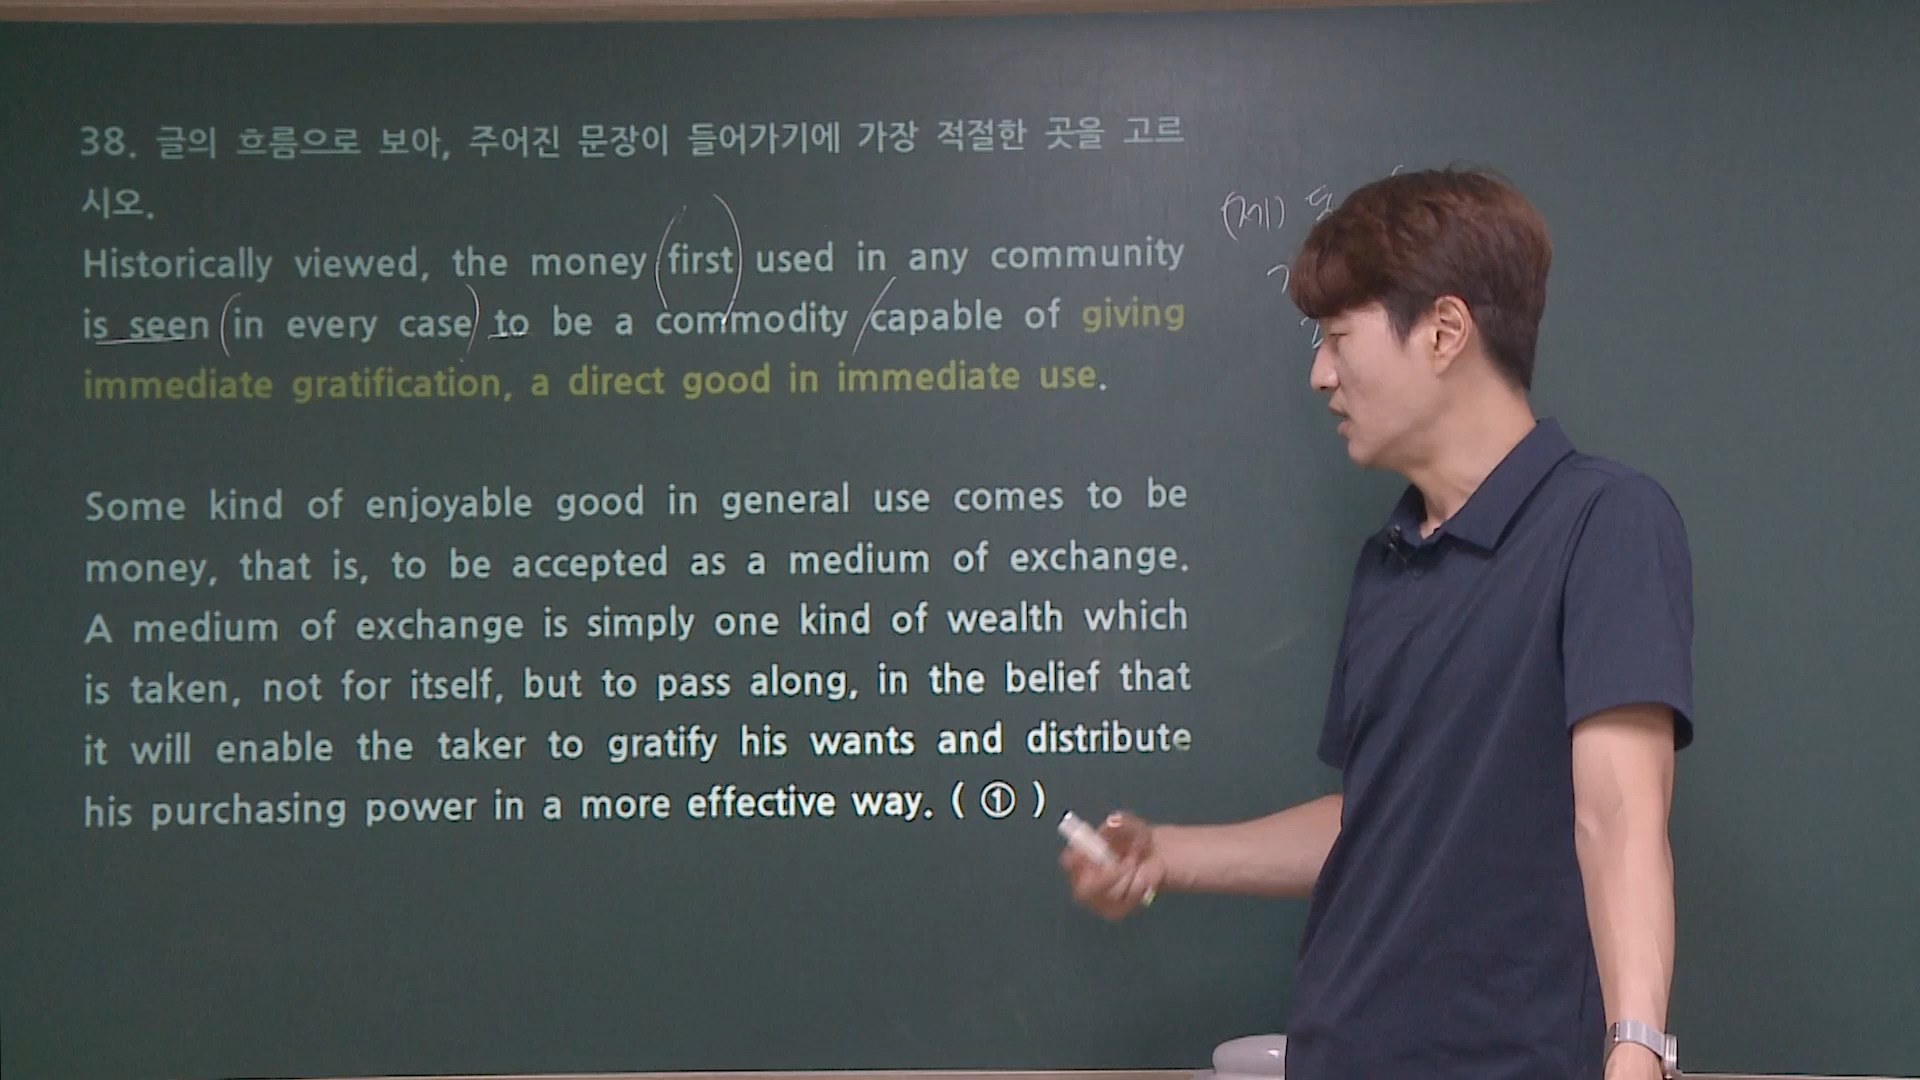 38. 글의 흐름으로 보아, 주어진 문장이 들어가기에 가장 적절한 곳을 고르
시오.
(제)
Historically viewed, the money (first) used in any community
is seen (in every case) to be a commodity / capable of giving
immediate gratification, a direct good in immediate use.
Some kind of enjoyable good in general use comes to be
money, that is, to be accepted as a medium of exchange.
A medium of exchange is simply one kind of wealth which
is taken, not for itself, but to pass along, in the belief that
it will enable the taker to gratify his wants and distribute
his purchasing power in a more effective way. ( ① )